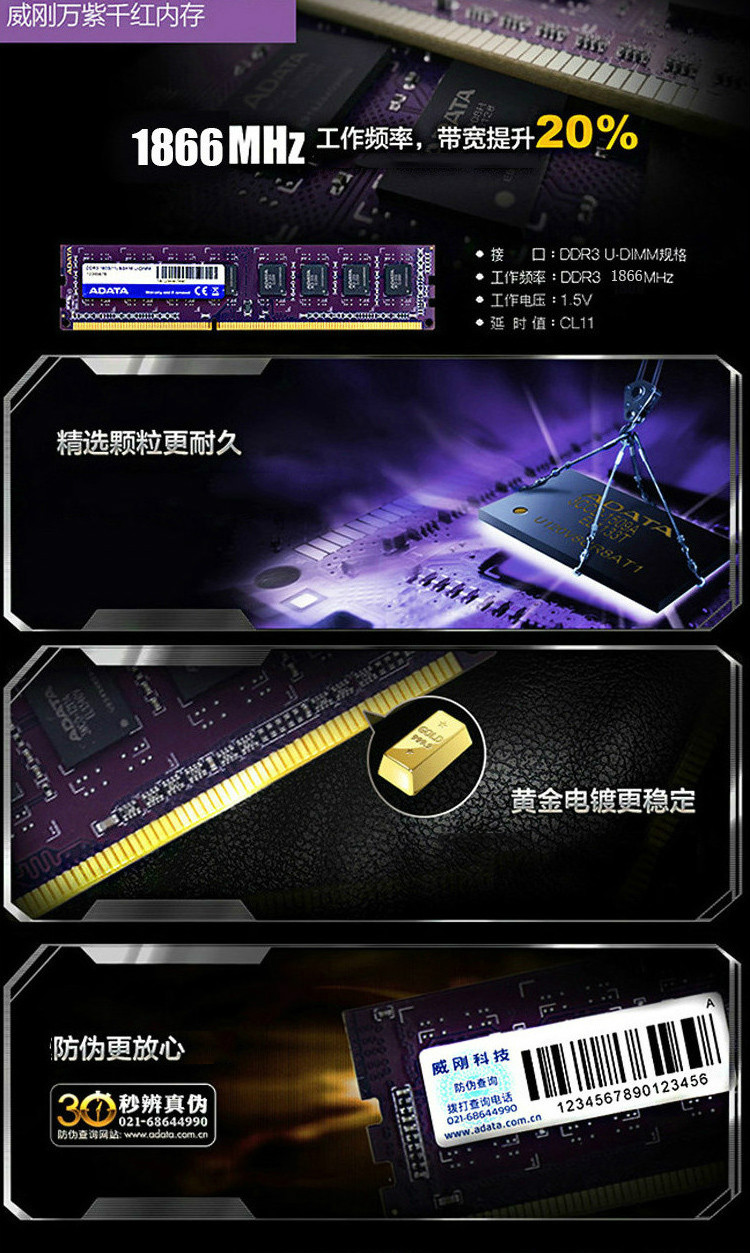 威刚万紫千红内存
1866MHz 工作频率，带宽提升20%
ADATA
接 口：DDR3 U-DIMM规格
工作频率：DDR3 1866MHz
工作电压：1.5V
延 时 值：CL11
精选颗粒更耐久
ADATA
黄金电镀更稳定
GOLD
999.9
ADATA
防伪更放心
30秒辨真伪
021-68644990
防伪查询网站: www.adata.com.cn
A
威刚科技
防伪查询
拨打查询电话
021-68644990
www.adata.com.cn
1234567890123456